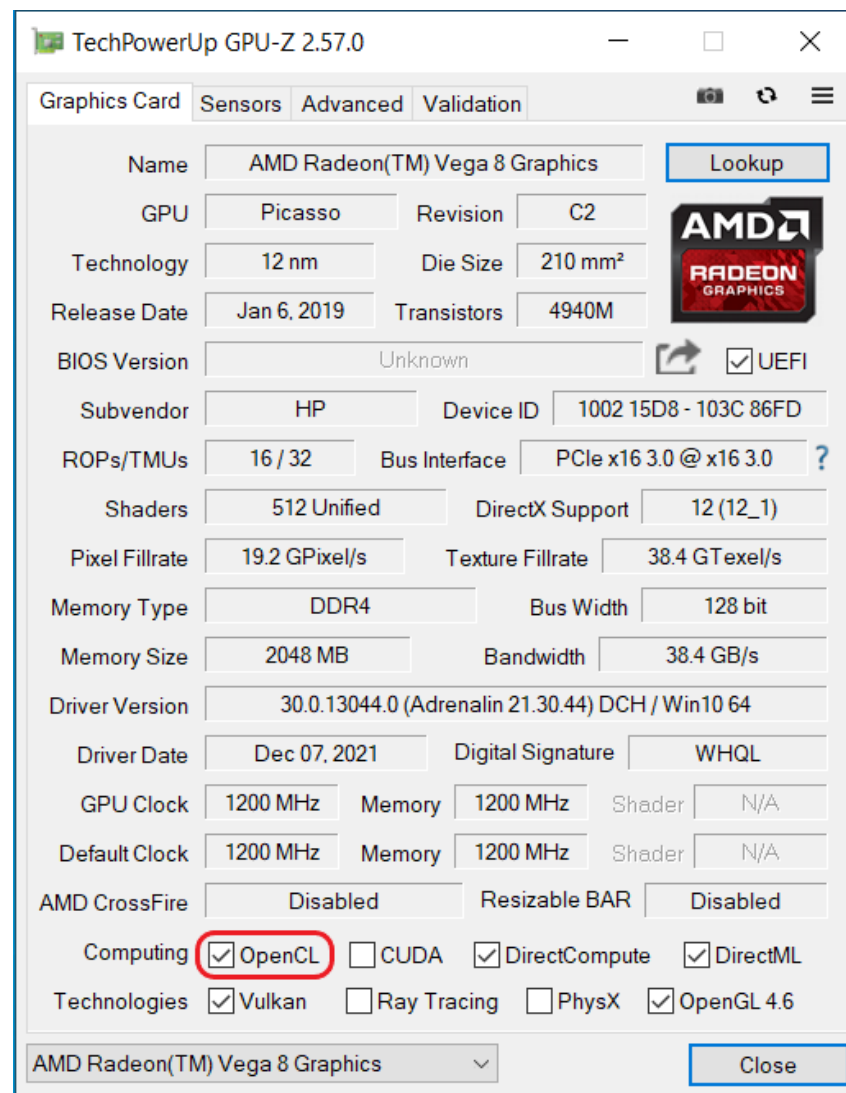 TechPowerUp GPU-Z 2.57.0
Graphics Card Sensors Advanced Validation
Name AMD Radeon(TM) Vega 8 Graphics Lookup
GPU Picasso Revision C2
AMD
RADEON
GRAPHICS
Technology 12 nm Die Size 210 mm²
Release Date Jan 6, 2019 Transistors 4940M
BIOS Version Unknown UEFI
Subvendor HP Device ID 1002 15D8 - 103C 86FD
ROPs/TMUs 16 / 32 Bus Interface PCIe x16 3.0 @ x16 3.0 ?
Shaders 512 Unified DirectX Support 12 (12_1)
Pixel Fillrate 19.2 GPixel/s Texture Fillrate 38.4 GTexel/s
Memory Type DDR4 Bus Width 128 bit
Memory Size 2048 MB Bandwidth 38.4 GB/s
Driver Version 30.0.13044.0 (Adrenalin 21.30.44) DCH / Win10 64
Driver Date Dec 07, 2021 Digital Signature WHQL
GPU Clock 1200 MHz Memory 1200 MHz Shader N/A
Default Clock 1200 MHz Memory 1200 MHz Shader N/A
AMD CrossFire Disabled Resizable BAR Disabled
Computing OpenCL CUDA DirectCompute DirectML
Technologies Vulkan Ray Tracing PhysX OpenGL 4.6
AMD Radeon(TM) Vega 8 Graphics Close